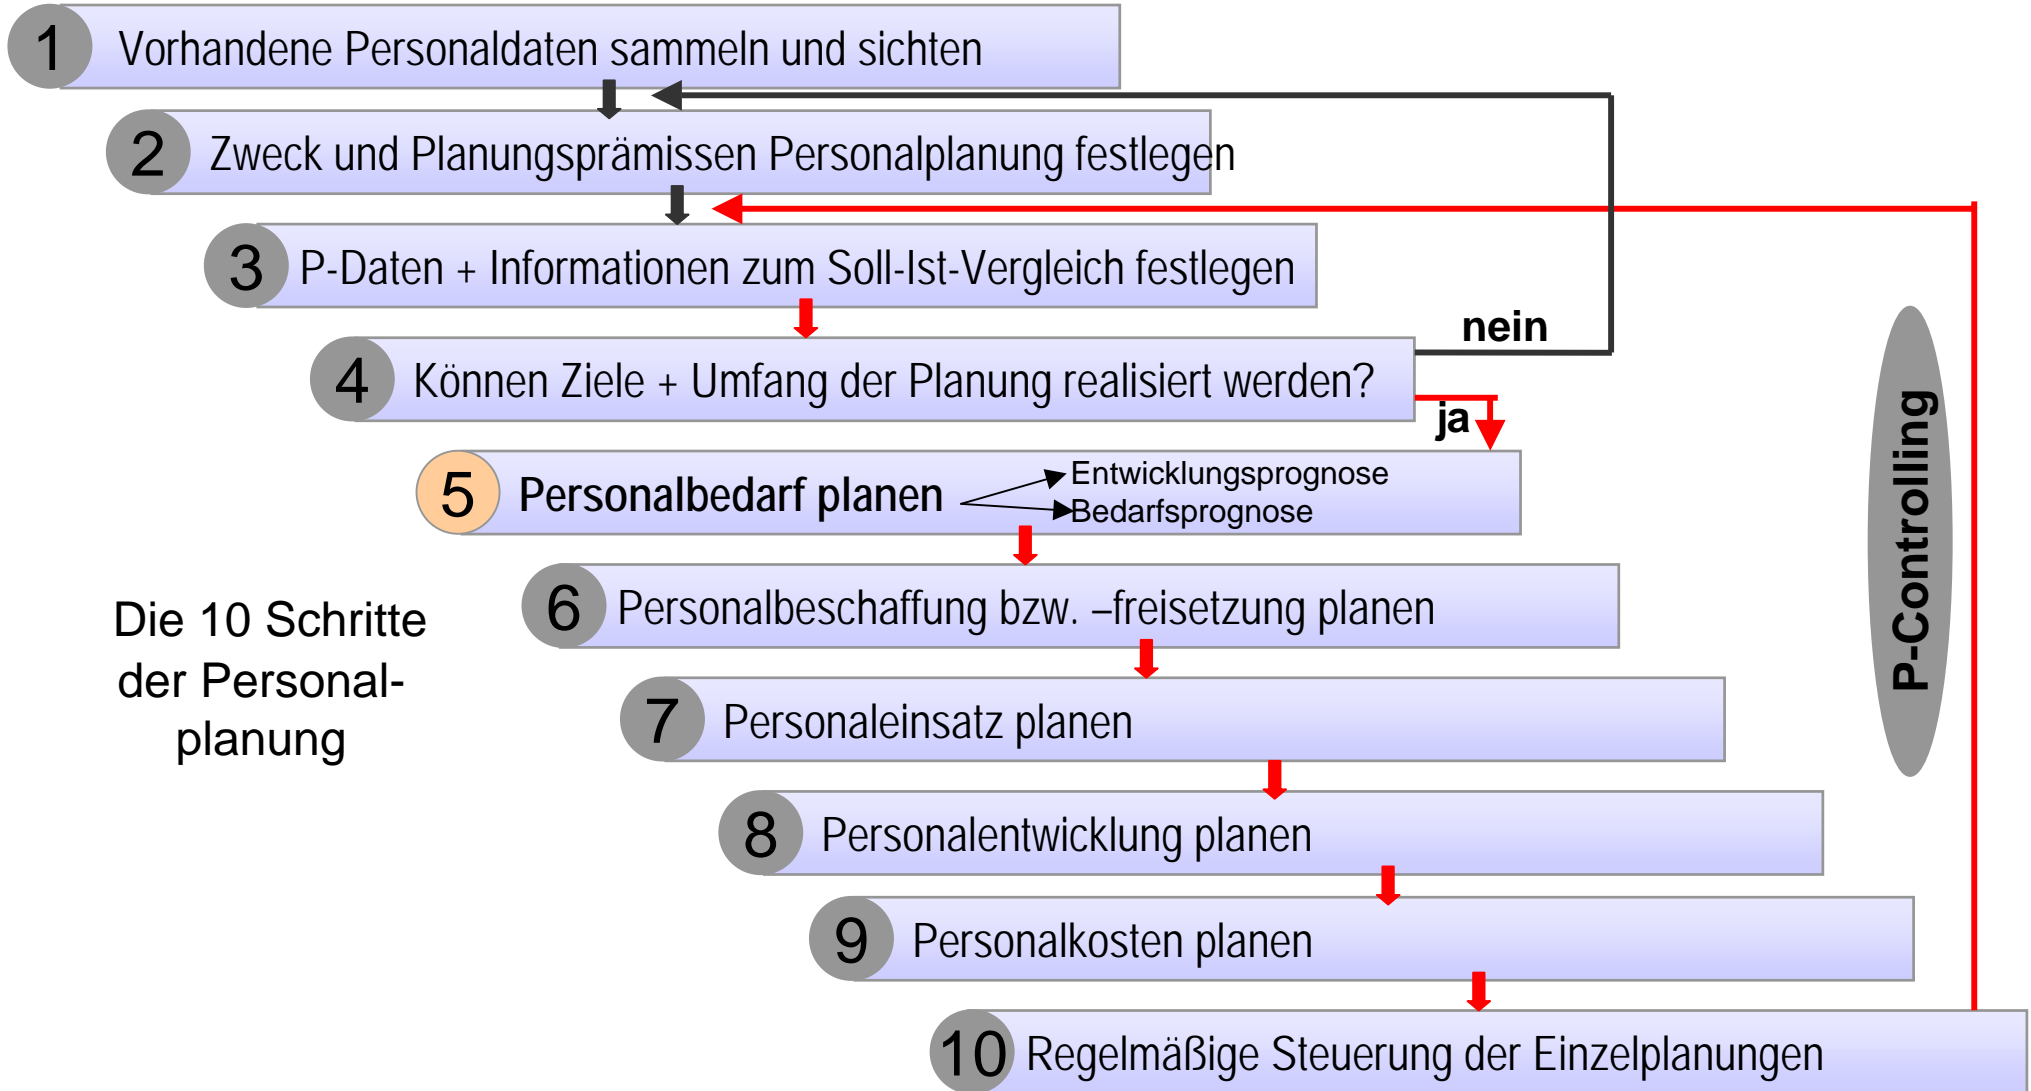 1 Vorhandene Personaldaten sammeln und sichten
2 Zweck und Planungsprämissen Personalplanung festlegen
3 P-Daten + Informationen zum Soll-Ist-Vergleich festlegen
nein
4 Können Ziele + Umfang der Planung realisiert werden?
ja
5 Personalbedarf planen
Entwicklungsprognose
Bedarfsprognose
P-Controlling
6 Personalbeschaffung bzw. –freisetzung planen
Die 10 Schritte
der Personal-
planung
7 Personaleinsatz planen
8 Personalentwicklung planen
9 Personalkosten planen
10 Regelmäßige Steuerung der Einzelplanungen